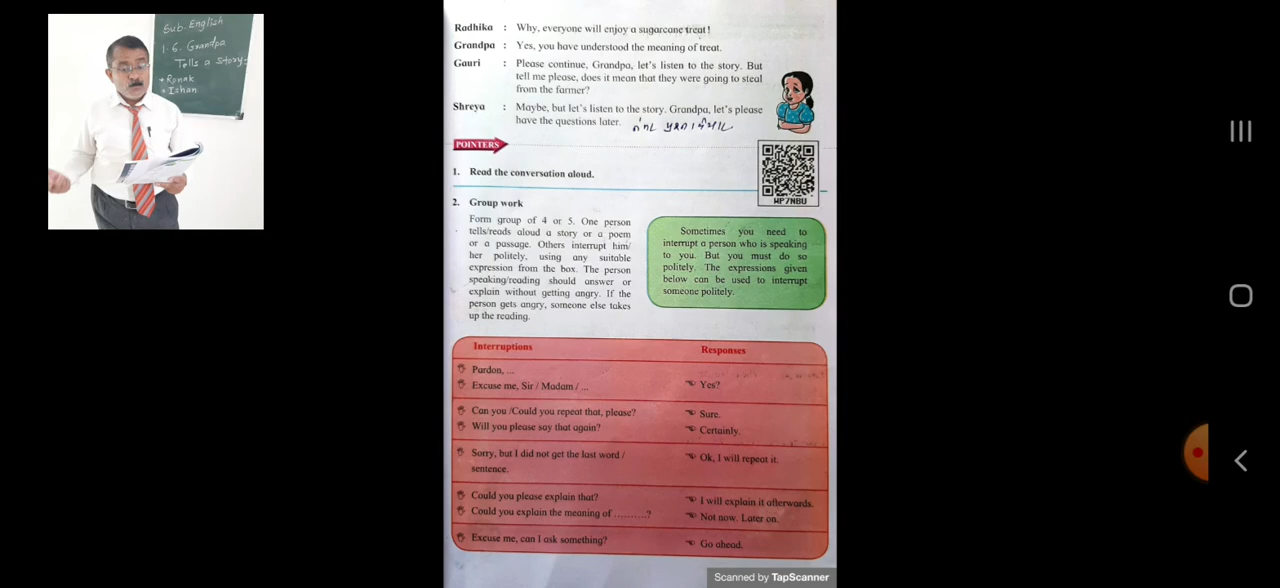 Sub. English
1.6. Grandpa
Tells a Story:
* Ronak
* Ishan
Radhika : Why, everyone will enjoy a sugarcane treat!
Grandpa : Yes, you have understood the meaning of treat.
Gauri : Please continue, Grandpa, let's listen to the story. But
tell me please, does it mean that they were going to steal
from the farmer?
Shreya : Maybe, but let's listen to the story. Grandpa, let's please
have the questions later.
POINTERS
1. Read the conversation aloud.
WP7NBU
2. Group work
Form group of 4 or 5. One person
tells/reads aloud a story or a poem
or a passage. Others interrupt him/
her politely, using any suitable
expression from the box. The person
speaking/reading should answer or
explain without getting angry. If the
person gets angry, someone else takes
up the reading.
Sometimes you need to
interrupt a person who is speaking
to you. But you must do so
politely. The expressions given
below can be used to interrupt
someone politely.
Interruptions Responses
Pardon, ...
Excuse me, Sir / Madam / ... Yes?
Can you /Could you repeat that, please? Sure.
Will you please say that again? Certainly.
Sorry, but I did not get the last word / Ok, I will repeat it.
sentence.
Could you please explain that? I will explain it afterwards.
Could you explain the meaning of ..........? Not now. Later on.
Excuse me, can I ask something? Go ahead.
Scanned by TapScanner